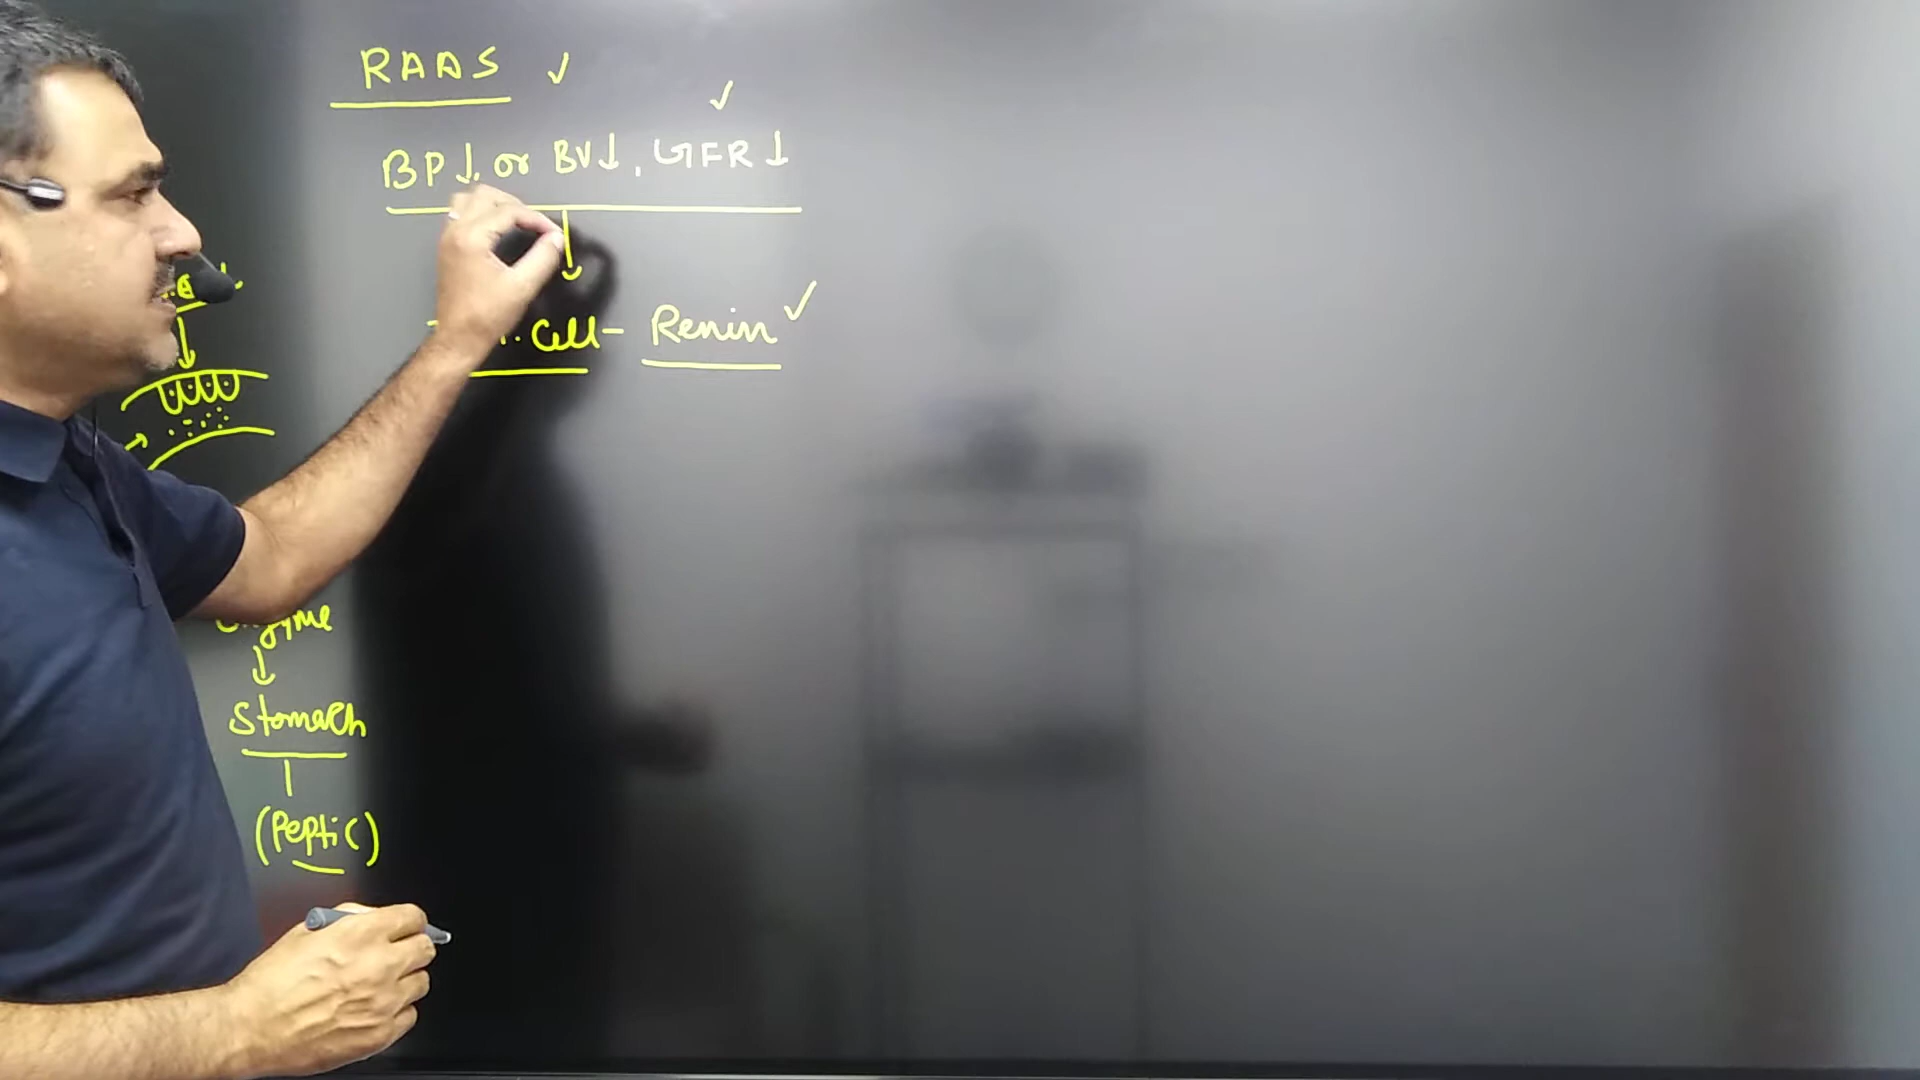 RAAS ✓
✓
BP↓ or BV↓, GFR↓
↓
Cell - Renin ✓
↓
↓
Stomach
(Peptic)